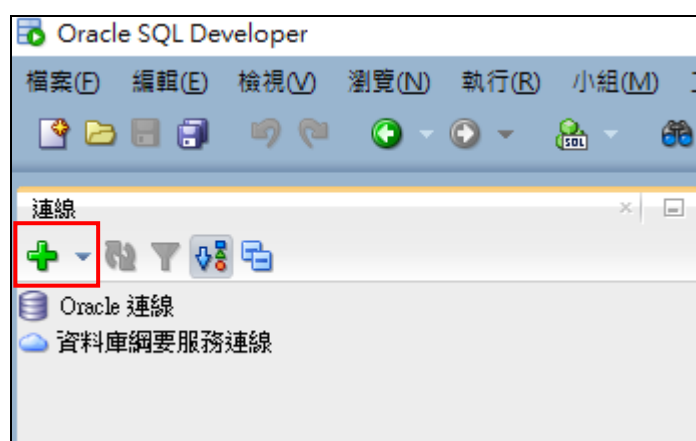 Oracle SQL Developer
檔案(F) 編輯(E) 檢視(V) 瀏覽(N) 執行(R) 小組(M)
SQL
連線
Oracle 連線
資料庫綱要服務連線